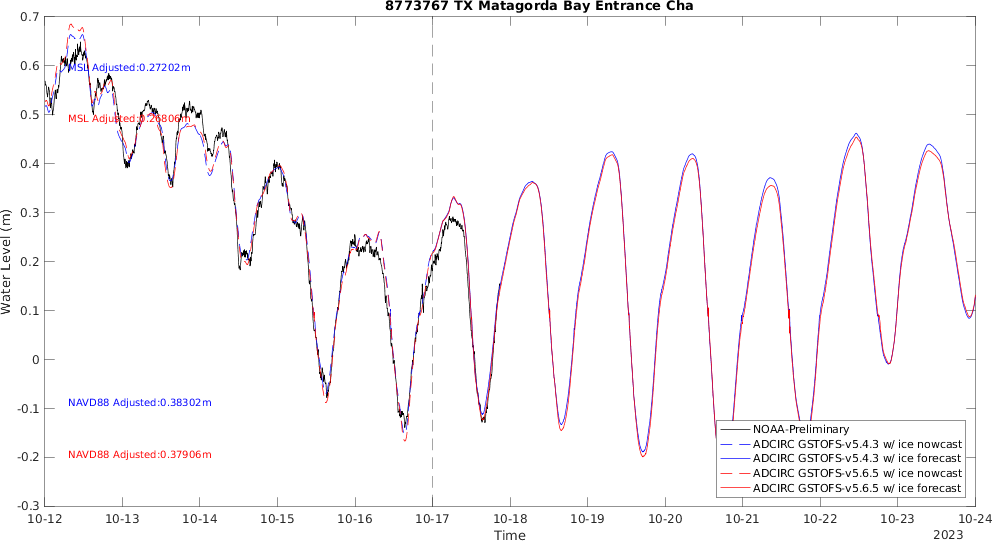 8773767 TX Matagorda Bay Entrance Cha
Water Level (m)
0.7
0.6
0.5
0.4
0.3
0.2
0.1
0
-0.1
-0.2
-0.3
MSL Adjusted:0.27202m
MSL Adjusted:0.26806m
NAVD88 Adjusted:0.38302m
NAVD88 Adjusted:0.37906m
NOAA-Preliminary
ADCIRC GSTOFS-v5.4.3 w/ ice nowcast
ADCIRC GSTOFS-v5.4.3 w/ ice forecast
ADCIRC GSTOFS-v5.6.5 w/ ice nowcast
ADCIRC GSTOFS-v5.6.5 w/ ice forecast
10-12 10-13 10-14 10-15 10-16 10-17 10-18 10-19 10-20 10-21 10-22 10-23 10-24
Time
2023